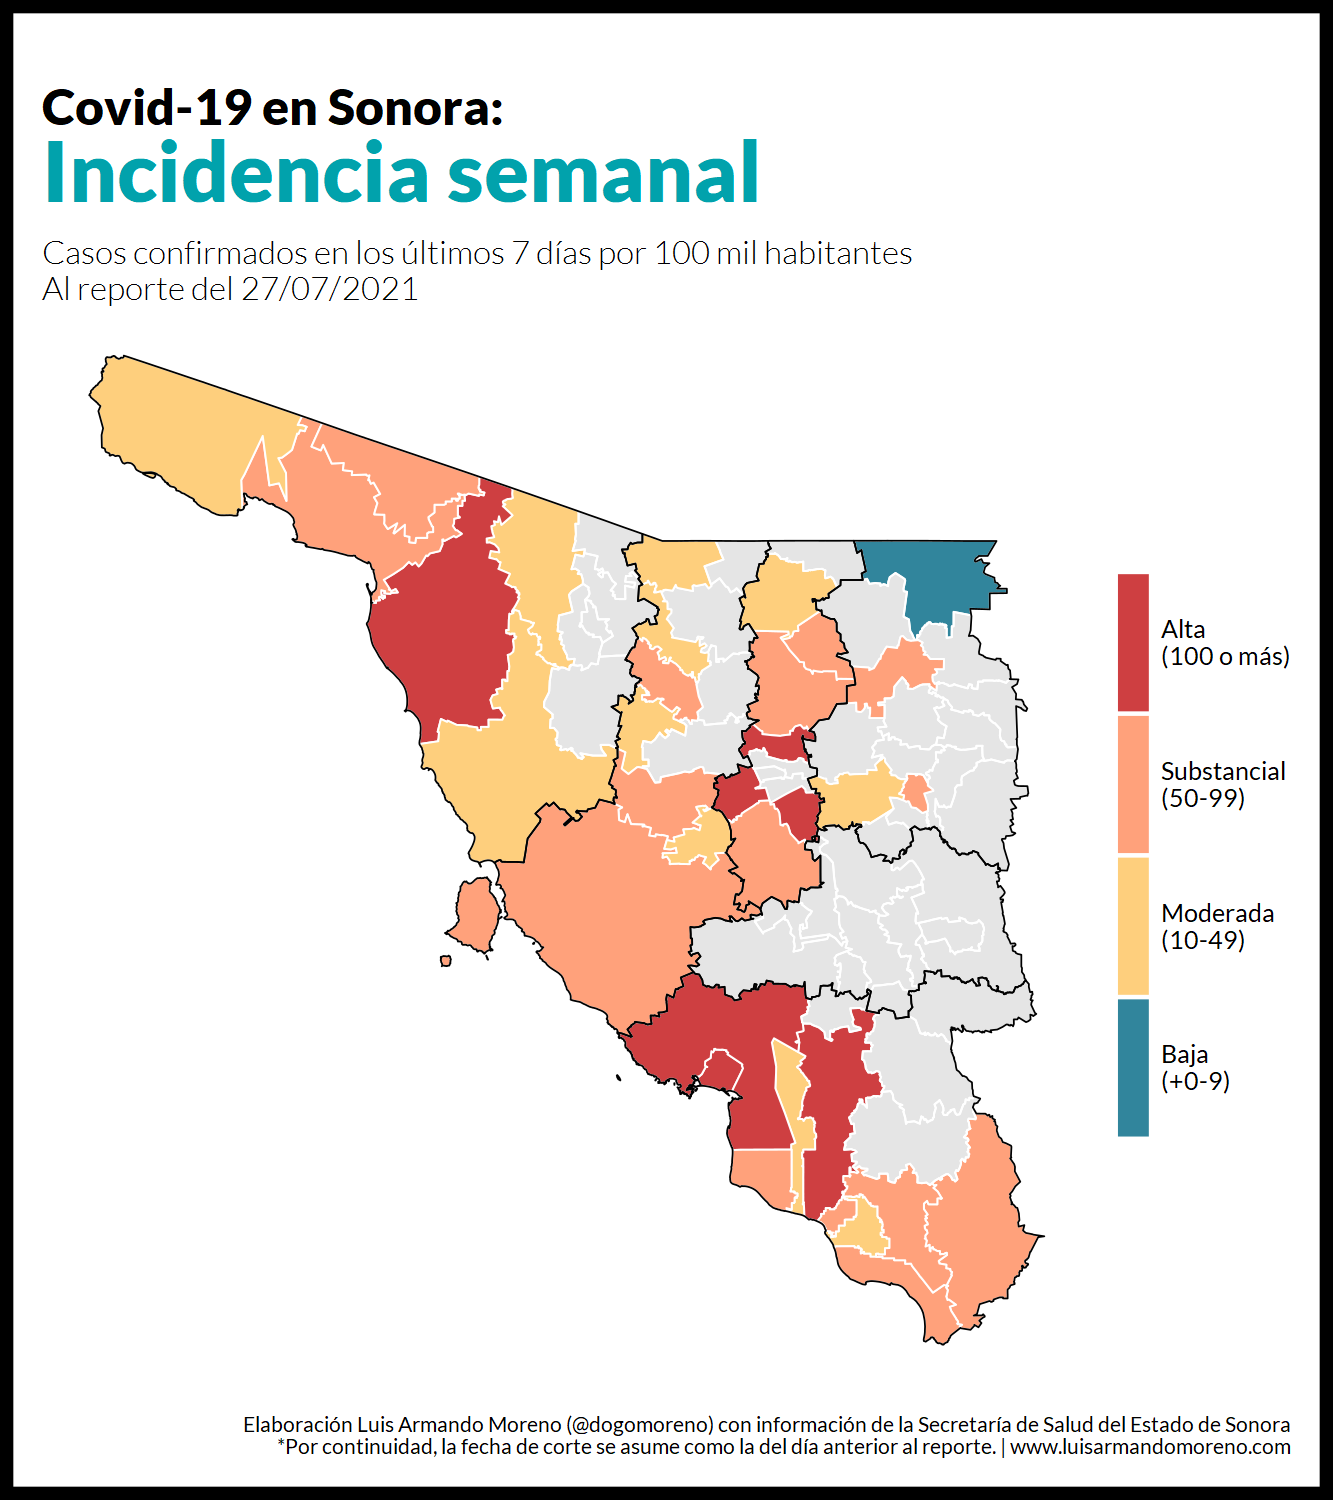 Covid-19 en Sonora:
Incidencia semanal
Casos confirmados en los últimos 7 días por 100 mil habitantes
Al reporte del 27/07/2021
Alta
(100 o más)
Substancial
(50-99)
Moderada
(10-49)
Baja
(+0-9)
Elaboración Luis Armando Moreno (@dogomoreno) con información de la Secretaría de Salud del Estado de Sonora
*Por continuidad, la fecha de corte se asume como la del día anterior al reporte. | www.luisarmandomoreno.com